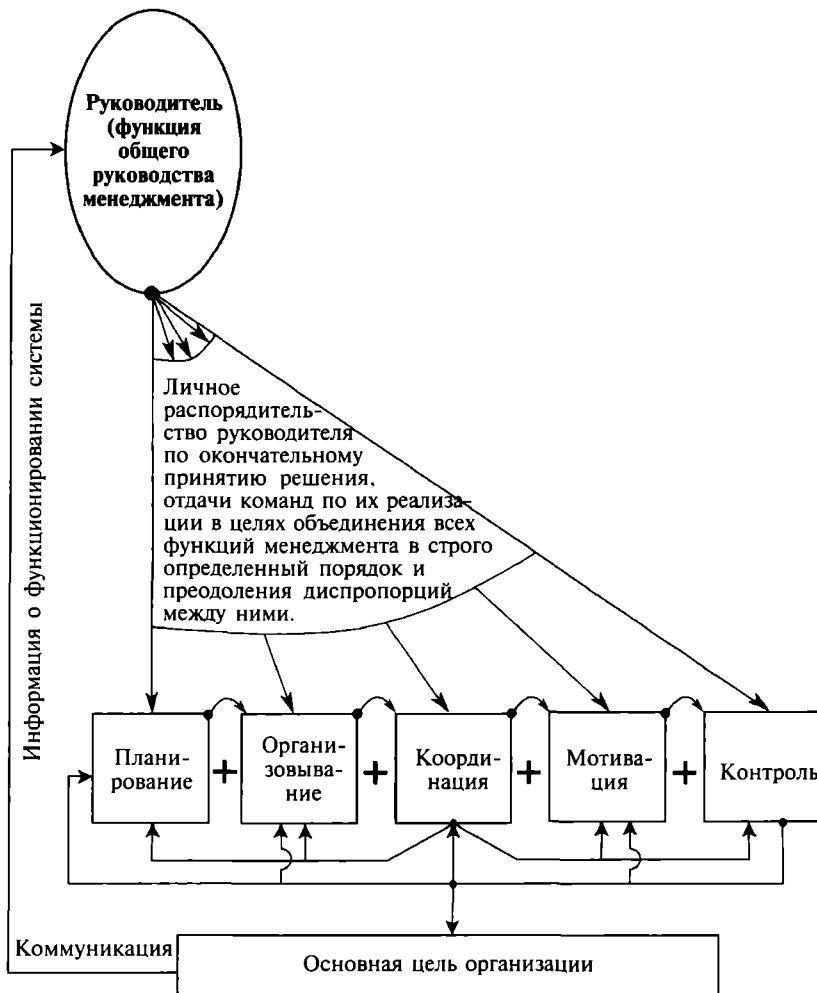 Руководитель
(функция
общего
руководства
менеджмента)
Информация о функционировании системы
Личное
распорядитель-
ство руководителя
по окончательному
принятию решения,
отдачи команд по их реализа-
ции в целях объединения всех
функций менеджмента в строго
определенный порядок и
преодоления диспропорций
между ними.
Плани-
рование
+
Органи-
зовыва-
ние
+
Коорди-
нация
+
Мотива-
ция
+
Контроль
Коммуникация
Основная цель организации